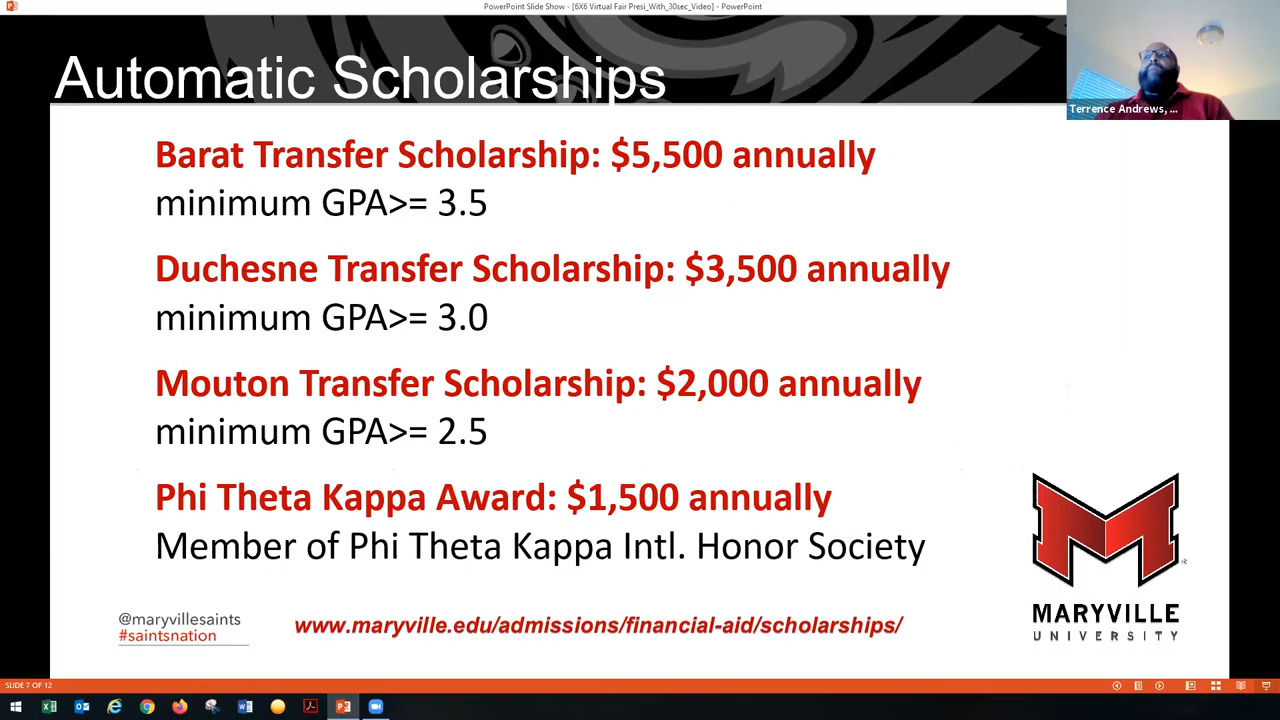 PowerPoint Slide Show - [6X6 Virtual Fair Presi_With_30sec_Video] - PowerPoint
Automatic Scholarships
Terrence Andrews, ...
Barat Transfer Scholarship: $5,500 annually
minimum GPA>= 3.5
Duchesne Transfer Scholarship: $3,500 annually
minimum GPA>= 3.0
Mouton Transfer Scholarship: $2,000 annually
minimum GPA>= 2.5
Phi Theta Kappa Award: $1,500 annually
Member of Phi Theta Kappa Intl. Honor Society
@maryvillesaints
#saintsnation
www.maryville.edu/admissions/financial-aid/scholarships/
M
MARYVILLE
UNIVERSITY
SLIDE 7 OF 12